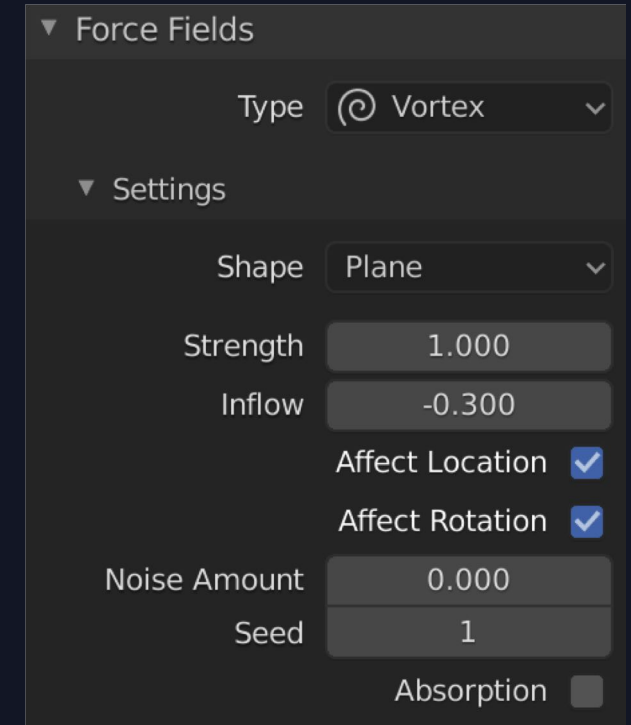 Force Fields
Type Vortex
Settings
Shape Plane
Strength 1.000
Inflow -0.300
Affect Location
Affect Rotation
Noise Amount 0.000
Seed 1
Absorption